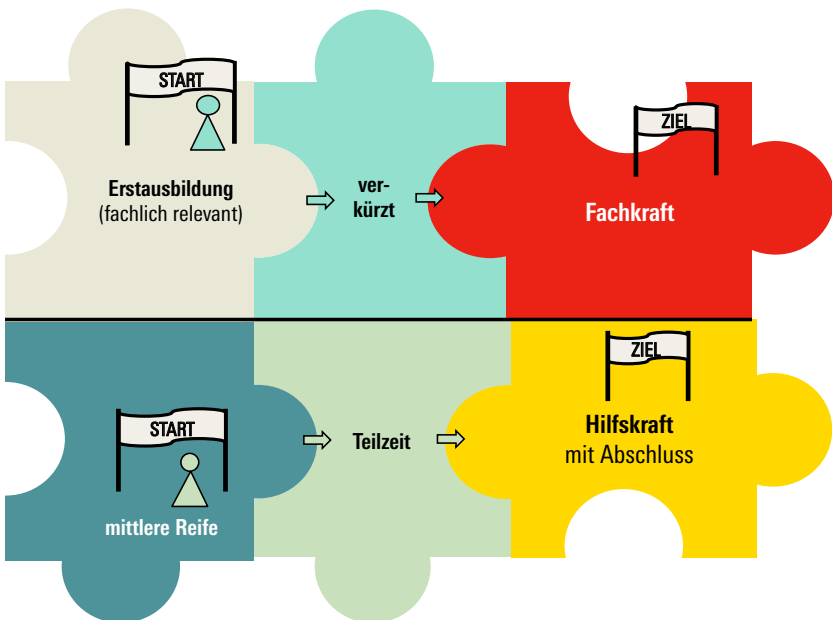 START
Erstausbildung
(fachlich relevant)
ver-
kürzt
ZIEL
Fachkraft
START
mittlere Reife
Teilzeit
ZIEL
Hilfskraft
mit Abschluss